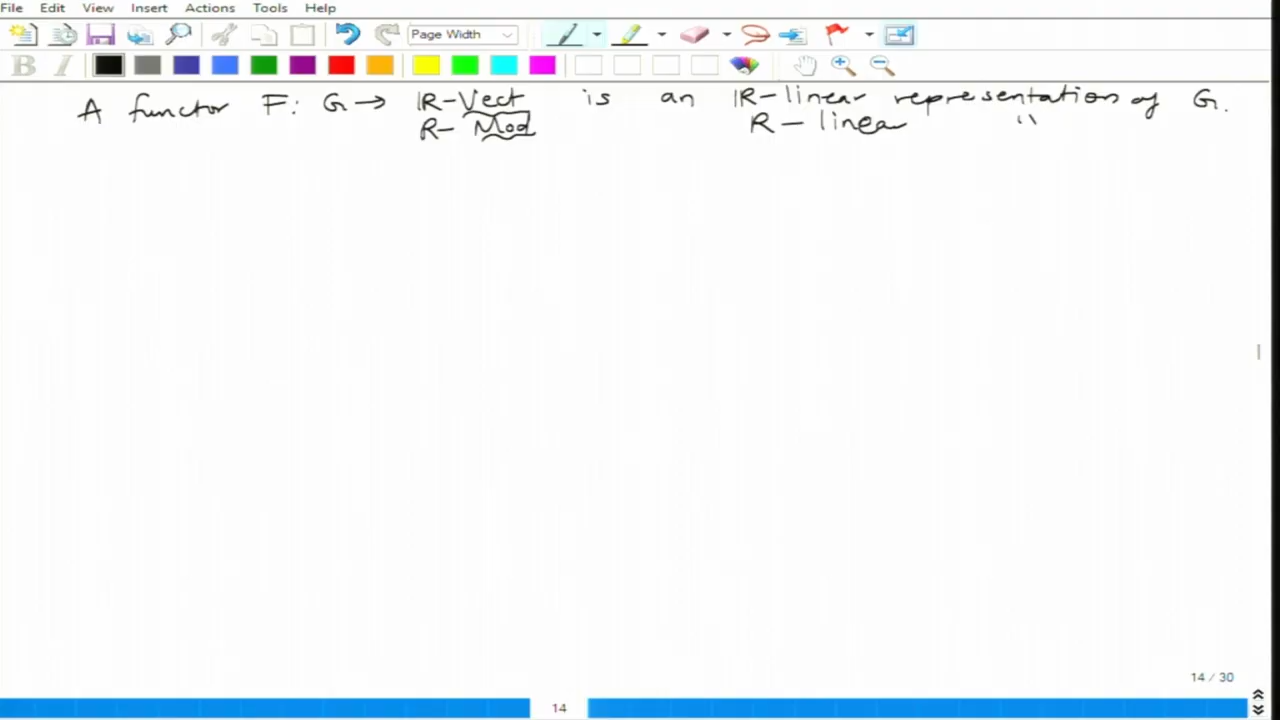 File Edit View Insert Actions Tools Help
Page Width
B I
A functor F: G → ℝ-Vect is an ℝ-linear representation of G.
R- Mod R - linear "
14 / 30
14